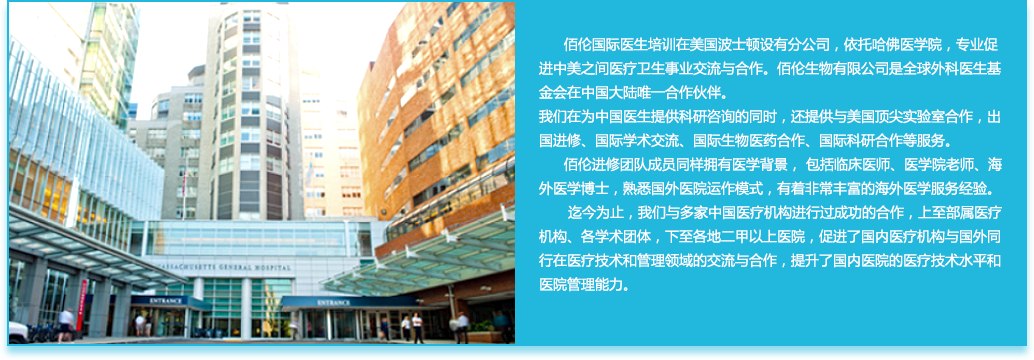 MASSACHUSETTS GENERAL HOSPITAL
ENTRANCE
ENTRANCE
佰伦国际医生培训在美国波士顿设有分公司，依托哈佛医学院，专业促
进中美之间医疗卫生事业交流与合作。佰伦生物有限公司是全球外科医生基
金会在中国大陆唯一合作伙伴。
我们在为中国医生提供科研咨询的同时，还提供与美国顶尖实验室合作，出
国进修、国际学术交流、国际生物医药合作、国际科研合作等服务。
佰伦进修团队成员同样拥有医学背景， 包括临床医师、医学院老师、海
外医学博士，熟悉国外医院运作模式，有着非常丰富的海外医学服务经验。
迄今为止，我们与多家中国医疗机构进行过成功的合作，上至部属医疗
机构、各学术团体，下至各地二甲以上医院，促进了国内医疗机构与国外同
行在医疗技术和管理领域的交流与合作，提升了国内医院的医疗技术水平和
医院管理能力。